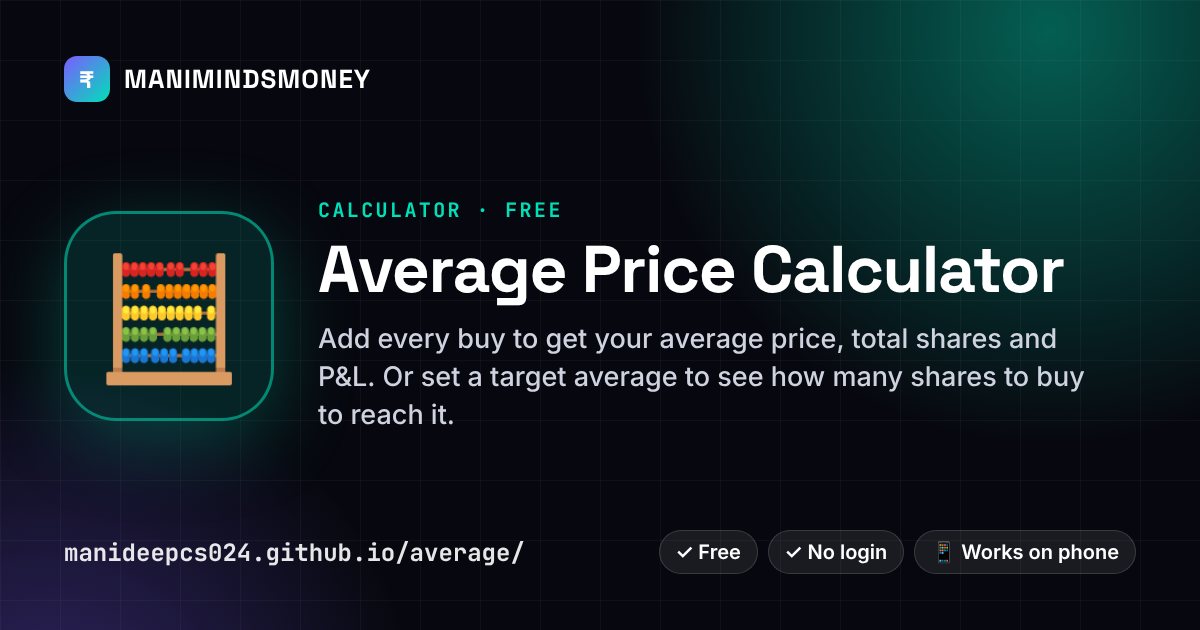 ₹ MANIMINDSMONEY
CALCULATOR · FREE
Average Price Calculator
Add every buy to get your average price, total shares and
P&L. Or set a target average to see how many shares to buy
to reach it.
manideepcs024.github.io/average/
✓ Free ✓ No login 📱 Works on phone